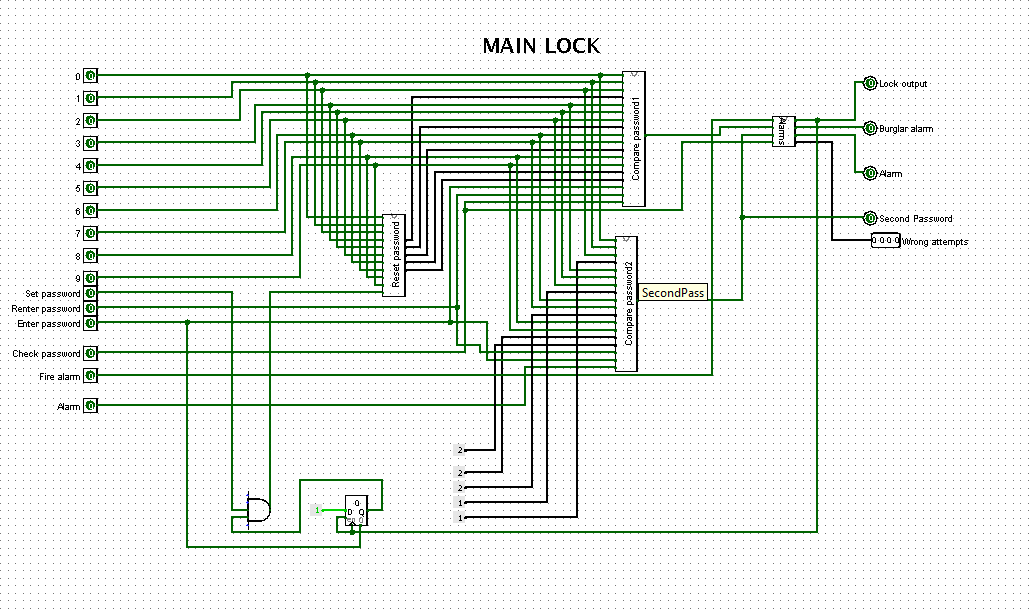 MAIN LOCK
0
1
2
3
4
5
6
7
8
9
Set password
Renter password
Enter password
Check password
Fire alarm
Alarm
Reset password
Compare password1
Compare password2
SecondPass
Alarms
Lock output
Burglar alarm
Alarm
Second Password
0 0 0 0 Wrong attempts
2
2
2
1
1
1
0
D Q